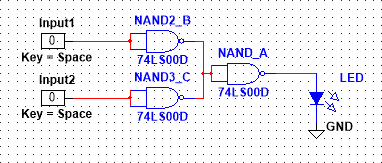 Input1
NAND2_B
0
Key = Space
74LS00D
NAND_A
Input2
NAND3_C
74LS00D
LED
0
Key = Space
74LS00D
GND